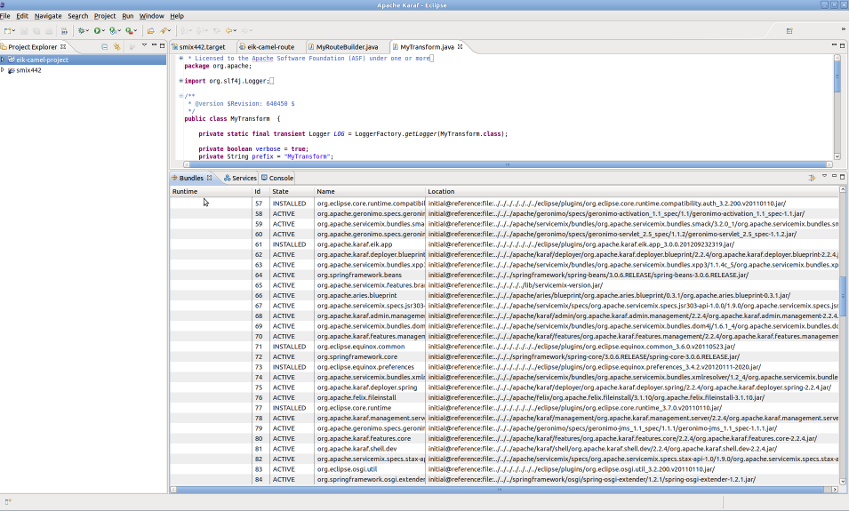 Apache Karaf - Eclipse
File Edit Navigate Search Project Run Window Help
Project Explorer
smix442.target eik-camel-route MyRouteBuilder.java MyTransform.java
eik-camel-project
smix442
* Licensed to the Apache Software Foundation (ASF) under one or more
package org.apache;
import org.slf4j.Logger;
/**
* @version $Revision: 640450 $
*/
public class MyTransform {
private static final transient Logger LOG = LoggerFactory.getLogger(MyTransform.class);
private boolean verbose = true;
private String prefix = "MyTransform";
Bundles Services Console
Runtime Id State Name Location
57 INSTALLED org.eclipse.core.runtime.compatibil initial@reference:file:../../../../../../../eclipse/plugins/org.eclipse.core.runtime.compatibility.auth_3.2.200.v20110110.jar/
58 ACTIVE org.apache.geronimo.specs.geronim initial@reference:file:../../../apache/geronimo/specs/geronimo-activation_1.1_spec/1.1/geronimo-activation_1.1_spec-1.1.jar/
59 ACTIVE org.apache.servicemix.bundles.sma initial@reference:file:../../../apache/servicemix/bundles/org.apache.servicemix.bundles.smack/3.2.0_1/org.apache.servicemix.bundles.sm
60 ACTIVE org.apache.geronimo.specs.geronim initial@reference:file:../../../apache/geronimo/specs/geronimo-servlet_2.5_spec/1.1.2/geronimo-servlet_2.5_spec-1.1.2.jar/
61 INSTALLED org.apache.karaf.eik.app initial@reference:file:../../../../../../../eclipse/plugins/org.apache.karaf.eik.app_3.0.0.201209232319.jar/
62 ACTIVE org.apache.karaf.deployer.blueprint initial@reference:file:../../../apache/karaf/deployer/org.apache.karaf.deployer.blueprint/2.2.4/org.apache.karaf.deployer.blueprint-2.2.4.j
63 ACTIVE org.apache.servicemix.bundles.xpp initial@reference:file:../../../apache/servicemix/bundles/org.apache.servicemix.bundles.xpp3/1.1.4c_5/org.apache.servicemix.bundles.xpp
64 ACTIVE org.springframework.beans initial@reference:file:../../../springframework/spring-beans/3.0.6.RELEASE/spring-beans-3.0.6.RELEASE.jar/
65 ACTIVE org.apache.servicemix.features.bra initial@reference:file:../../../../../lib/servicemix-version.jar/
66 ACTIVE org.apache.aries.blueprint initial@reference:file:../../../apache/aries/blueprint/org.apache.aries.blueprint/0.3.1/org.apache.aries.blueprint-0.3.1.jar/
67 ACTIVE org.apache.servicemix.specs.jsr303- initial@reference:file:../../../apache/servicemix/specs/org.apache.servicemix.specs.jsr303-api-1.0.0/1.9.0/org.apache.servicemix.specs.jsr
68 ACTIVE org.apache.karaf.admin.manageme initial@reference:file:../../../apache/karaf/admin/org.apache.karaf.admin.management/2.2.4/org.apache.karaf.admin.management-2.2.4.
69 ACTIVE org.apache.servicemix.bundles.dom initial@reference:file:../../../apache/servicemix/bundles/org.apache.servicemix.bundles.dom4j/1.6.1_4/org.apache.servicemix.bundles.do
70 ACTIVE org.apache.karaf.features.manage initial@reference:file:../../../apache/karaf/features/org.apache.karaf.features.management/2.2.4/org.apache.karaf.features.managemen
71 INSTALLED org.eclipse.equinox.common initial@reference:file:../../../../../../../eclipse/plugins/org.eclipse.equinox.common_3.6.0.v20110523.jar/
72 ACTIVE org.springframework.core initial@reference:file:../../../springframework/spring-core/3.0.6.RELEASE/spring-core-3.0.6.RELEASE.jar/
73 INSTALLED org.eclipse.equinox.preferences initial@reference:file:../../../../../../../eclipse/plugins/org.eclipse.equinox.preferences_3.4.2.v20120111-2020.jar/
74 ACTIVE org.apache.servicemix.bundles.xml initial@reference:file:../../../apache/servicemix/bundles/org.apache.servicemix.bundles.xmlresolver/1.2_4/org.apache.servicemix.bundle
75 ACTIVE org.apache.karaf.deployer.spring initial@reference:file:../../../apache/karaf/deployer/org.apache.karaf.deployer.spring/2.2.4/org.apache.karaf.deployer.spring-2.2.4.jar/
76 ACTIVE org.apache.felix.fileinstall initial@reference:file:../../../apache/felix/org.apache.felix.fileinstall/3.1.10/org.apache.felix.fileinstall-3.1.10.jar/
77 INSTALLED org.eclipse.core.runtime initial@reference:file:../../../../../../../eclipse/plugins/org.eclipse.core.runtime_3.7.0.v20110110.jar/
78 ACTIVE org.apache.karaf.management.serv initial@reference:file:../../../apache/karaf/management/org.apache.karaf.management.server/2.2.4/org.apache.karaf.management.serve
79 ACTIVE org.apache.geronimo.specs.geronim initial@reference:file:../../../apache/geronimo/specs/geronimo-jms_1.1_spec/1.1.1/geronimo-jms_1.1_spec-1.1.1.jar/
80 ACTIVE org.apache.karaf.features.core initial@reference:file:../../../apache/karaf/features/org.apache.karaf.features.core/2.2.4/org.apache.karaf.features.core-2.2.4.jar/
81 ACTIVE org.apache.karaf.shell.dev initial@reference:file:../../../apache/karaf/shell/org.apache.karaf.shell.dev/2.2.4/org.apache.karaf.shell.dev-2.2.4.jar/
82 ACTIVE org.apache.servicemix.specs.stax-ap initial@reference:file:../../../apache/servicemix/specs/org.apache.servicemix.specs.stax-api-1.0/1.9.0/org.apache.servicemix.specs.stax-ap
83 ACTIVE org.eclipse.osgi.util initial@reference:file:../../../../../../../eclipse/plugins/org.eclipse.osgi.util_3.2.200.v20110110.jar/
84 ACTIVE org.springframework.osgi.extender initial@reference:file:../../../springframework/osgi/spring-osgi-extender/1.2.1/spring-osgi-extender-1.2.1.jar/